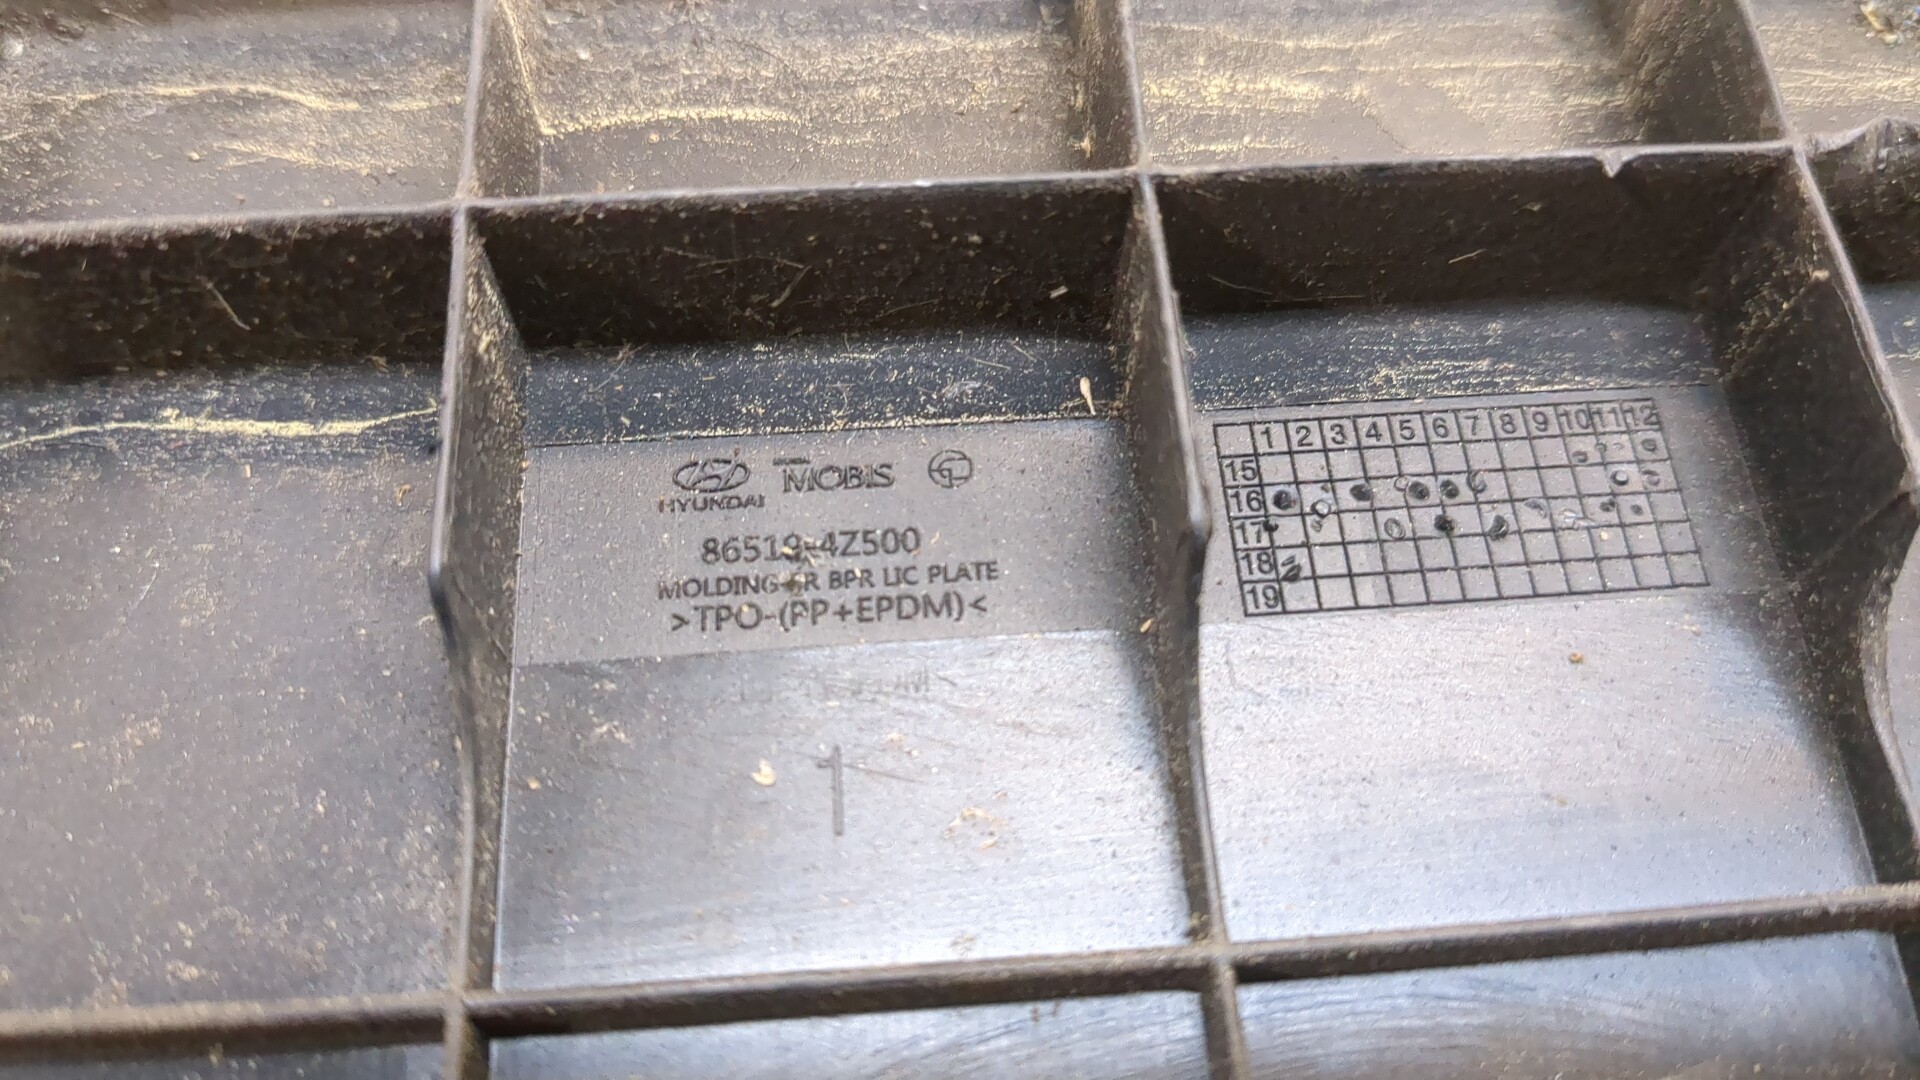 HYUNDAI
MOBIS
86519-4Z500
MOLDING-FR BPR LIC PLATE
>TPO-(PP+EPDM)<
1
1 2 3 4 5 6 7 8 9 10 11 12
15
16
17
18
19